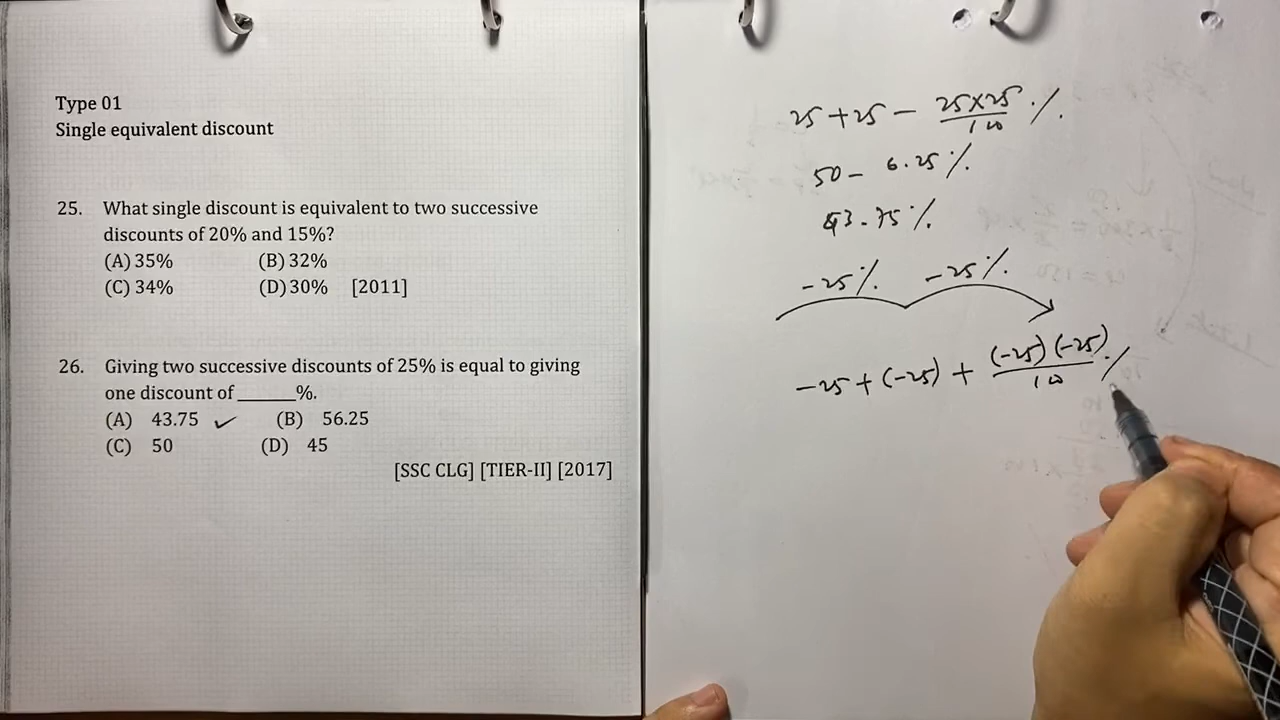 Type 01
Single equivalent discount
25. What single discount is equivalent to two successive
discounts of 20% and 15%?
(A) 35% (B) 32%
(C) 34% (D) 30% [2011]
26. Giving two successive discounts of 25% is equal to giving
one discount of ______%.
(A) 43.75 ✓ (B) 56.25
(C) 50 (D) 45
[SSC CLG] [TIER-II] [2017]
25 + 25 - 25×25/100 %
50 - 6.25%
43.75%
-25% -25%
-25 + (-25) + (-25)(-25)/100 %